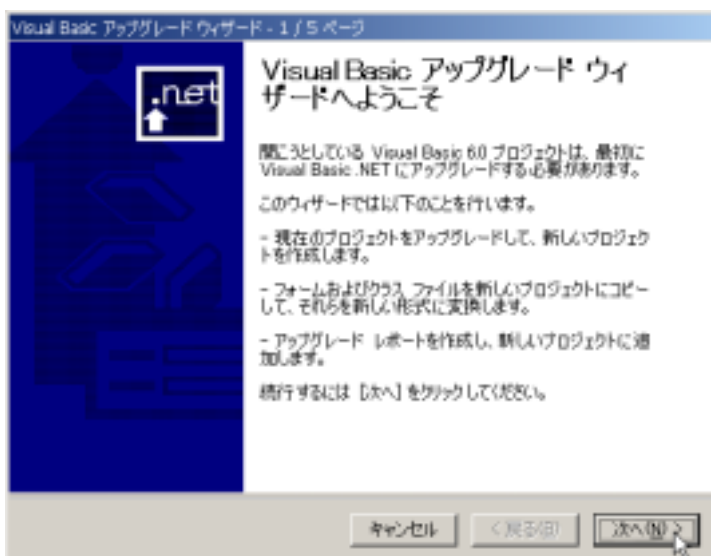 Visual Basic アップグレード ウィザード - 1 / 5 ページ
.net
Visual Basic アップグレード ウィ
ザードへようこそ
開こうとしている Visual Basic 6.0 プロジェクトは、最初に
Visual Basic .NET にアップグレードする必要があります。
このウィザードでは以下のことを行います。
- 現在のプロジェクトをアップグレードして、新しいプロジェク
トを作成します。
- フォームおよびクラス ファイルを新しいプロジェクトにコピー
して、それらを新しい形式に変換します。
- アップグレード レポートを作成し、新しいプロジェクトに追
加します。
続行するには [次へ] をクリックしてください。
キャンセル
< 戻る(B)
次へ(N) >